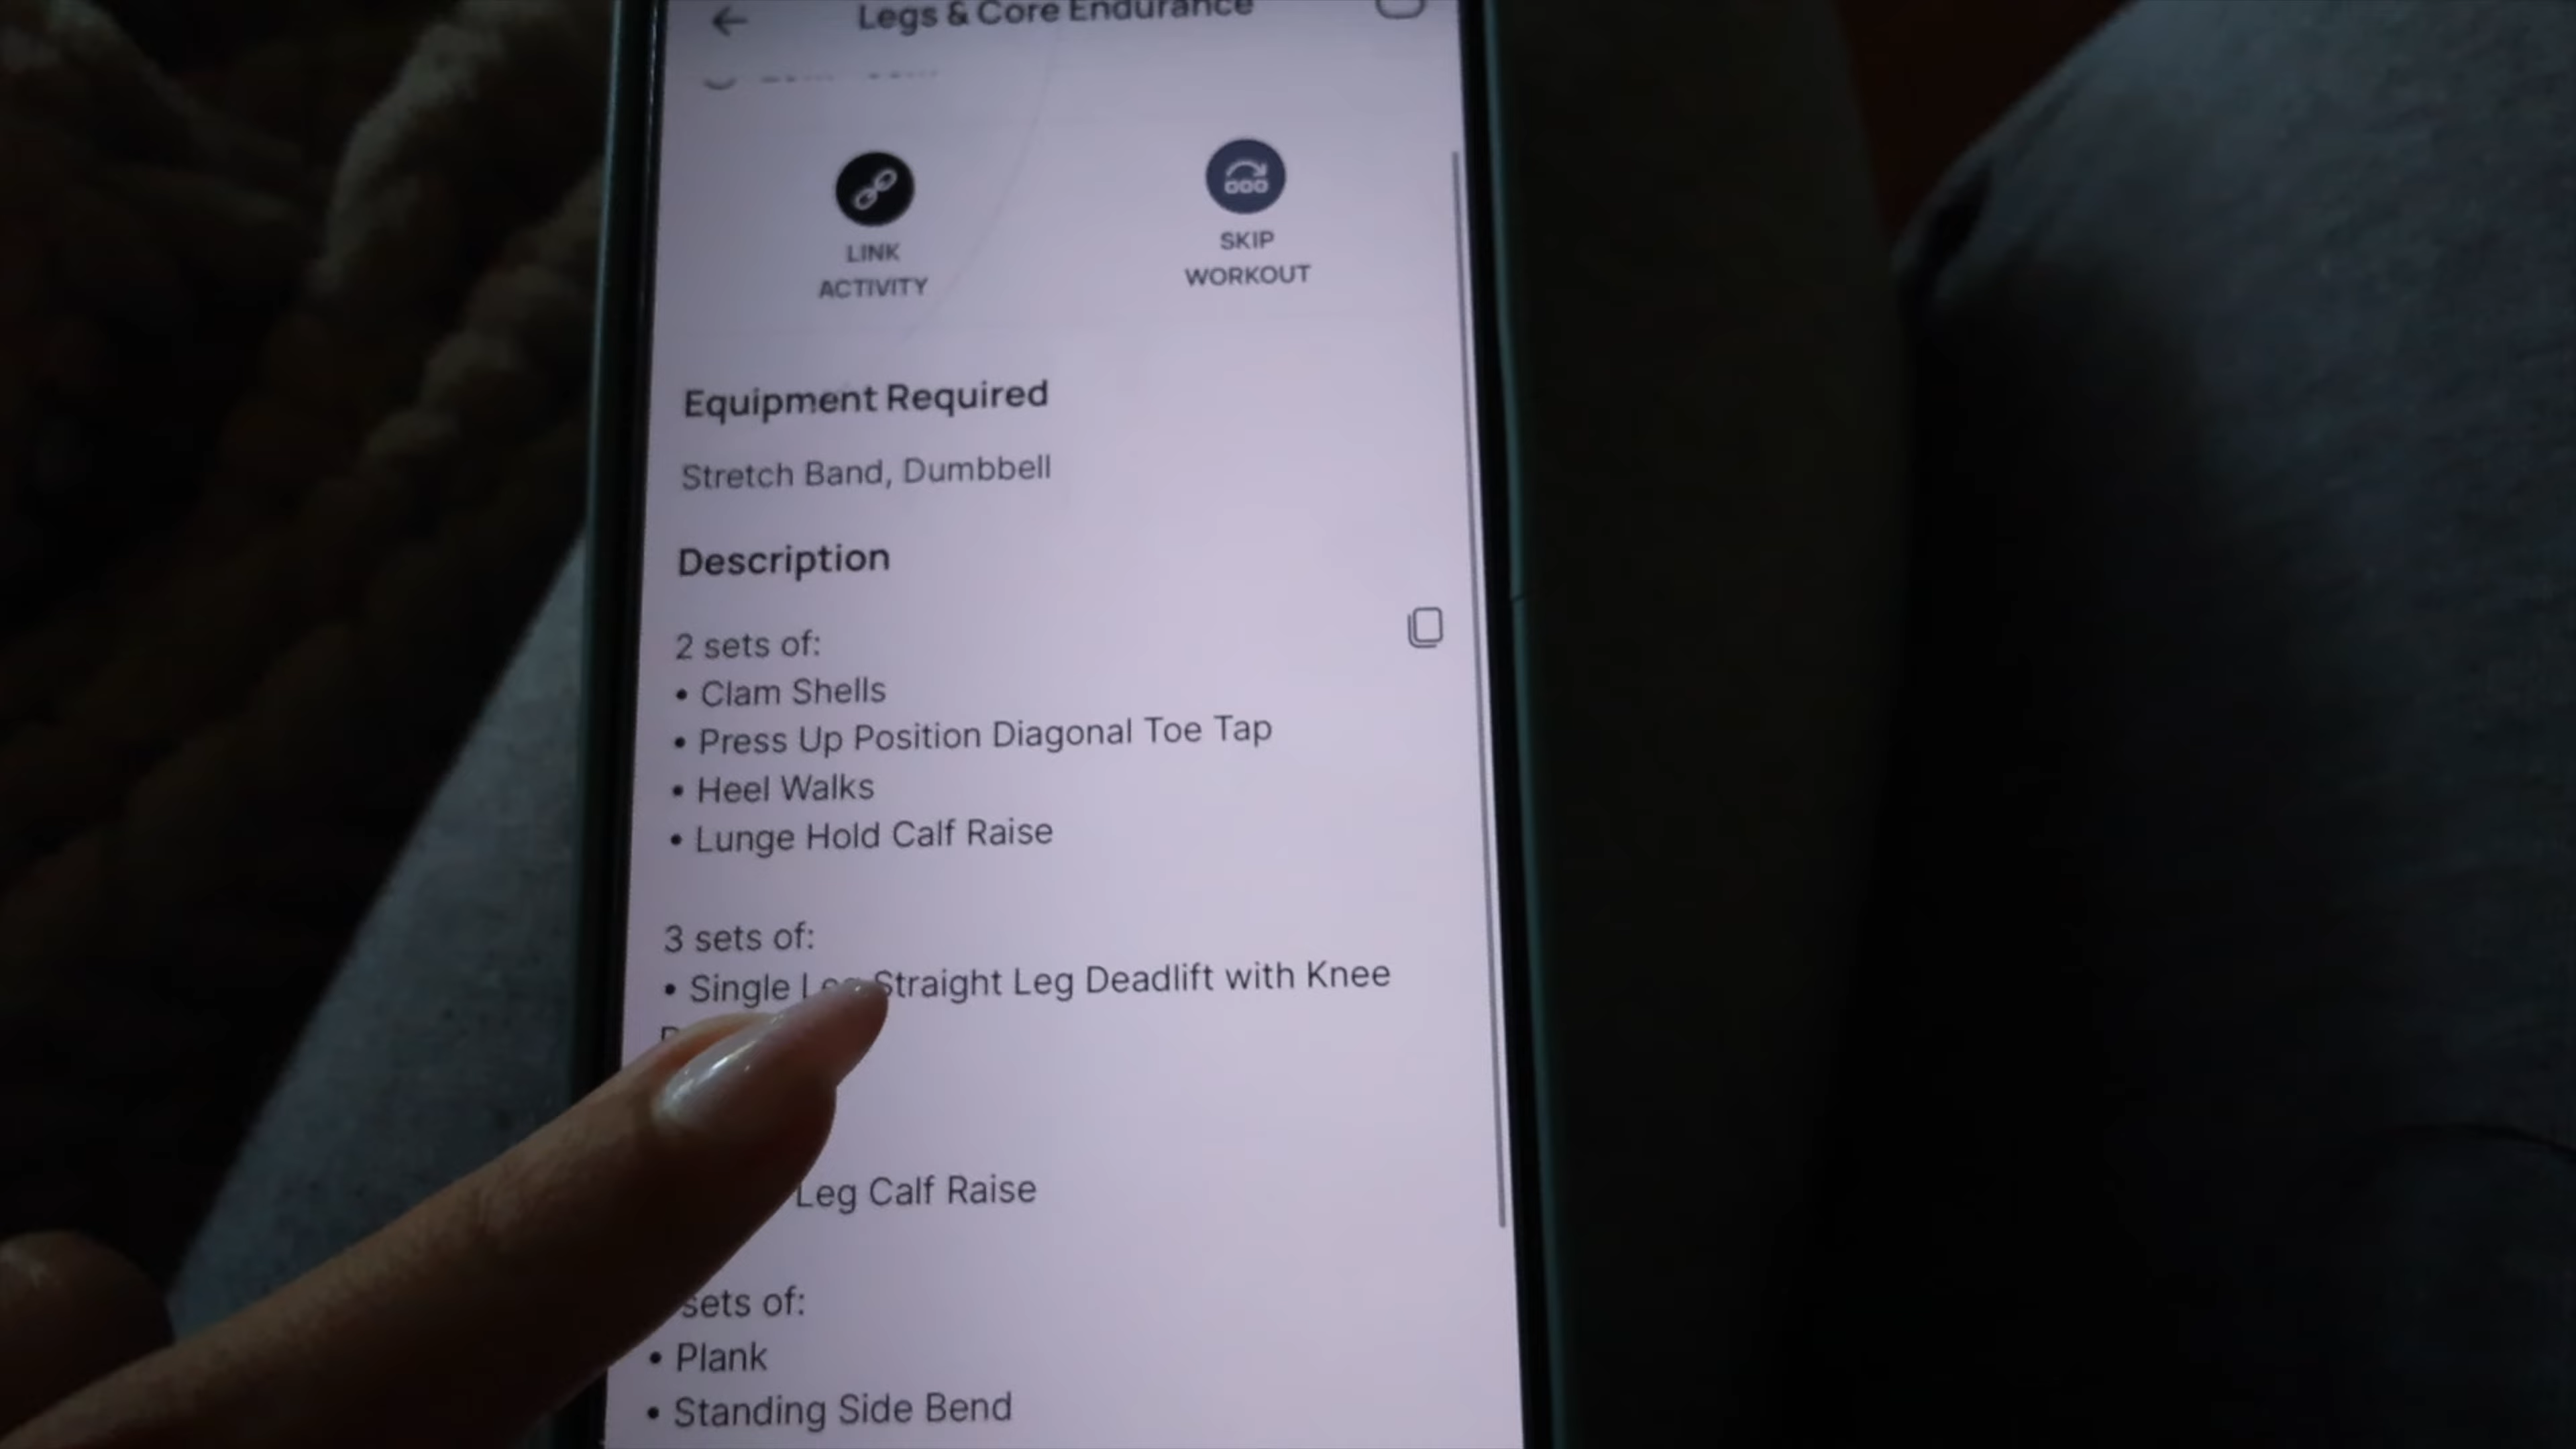 Legs & Core Endurance
LINK
ACTIVITY
SKIP
WORKOUT
Equipment Required
Stretch Band, Dumbbell
Description
2 sets of:
• Clam Shells
• Press Up Position Diagonal Toe Tap
• Heel Walks
• Lunge Hold Calf Raise
3 sets of:
• Single Leg Straight Leg Deadlift with Knee
Leg Calf Raise
sets of:
• Plank
• Standing Side Bend